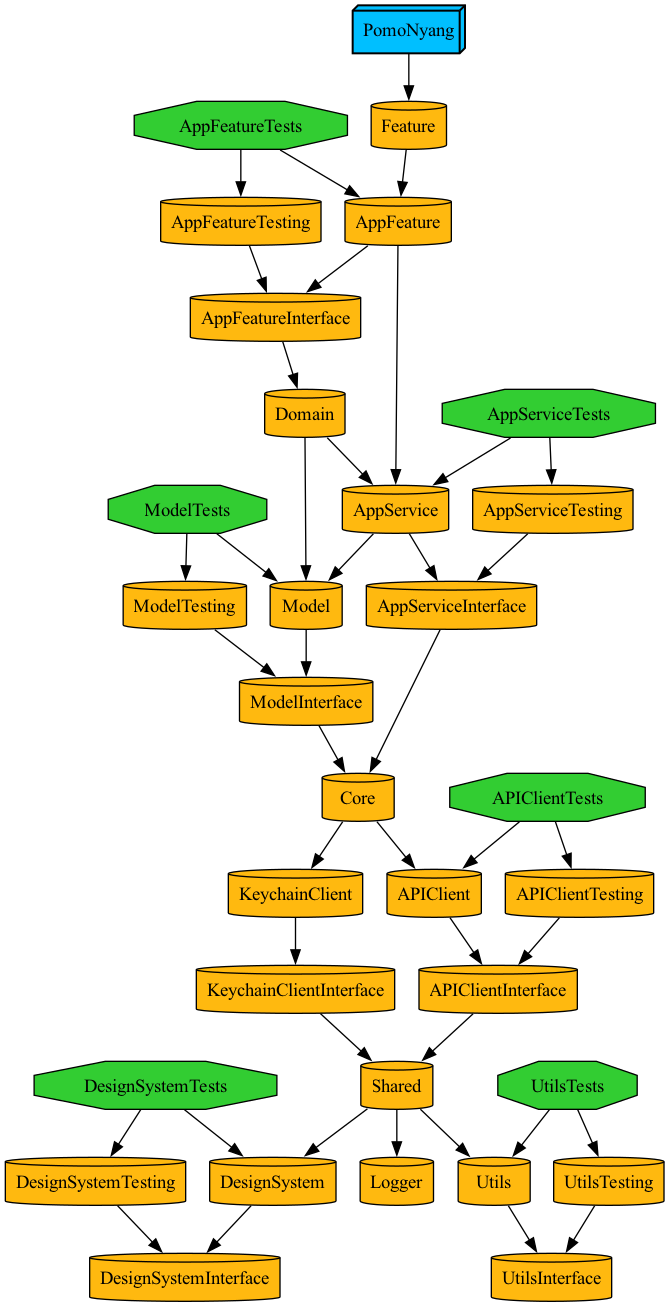 PomoNyang
AppFeatureTests
Feature
AppFeatureTesting
AppFeature
AppFeatureInterface
Domain
AppServiceTests
ModelTests
AppService
AppServiceTesting
ModelTesting
Model
AppServiceInterface
ModelInterface
Core
APIClientTests
KeychainClient
APIClient
APIClientTesting
KeychainClientInterface
APIClientInterface
DesignSystemTests
Shared
UtilsTests
DesignSystemTesting
DesignSystem
Logger
Utils
UtilsTesting
DesignSystemInterface
UtilsInterface